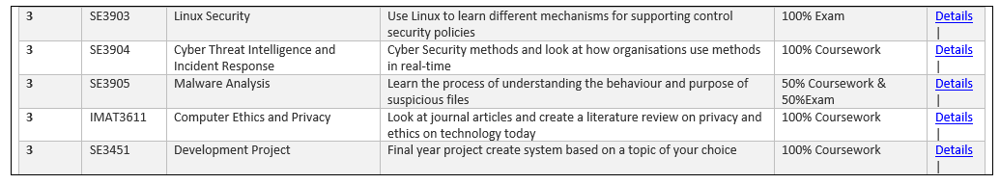 3 SE3903 Linux Security Use Linux to learn different mechanisms for supporting control 100% Exam Details
security policies |
3 SE3904 Cyber Threat Intelligence and Cyber Security methods and look at how organisations use methods 100% Coursework Details
Incident Response in real-time |
3 SE3905 Malware Analysis Learn the process of understanding the behaviour and purpose of 50% Coursework & Details
suspicious files 50%Exam |
3 IMAT3611 Computer Ethics and Privacy Look at journal articles and create a literature review on privacy and 100% Coursework Details
ethics on technology today |
3 SE3451 Development Project Final year project create system based on a topic of your choice 100% Coursework Details
|